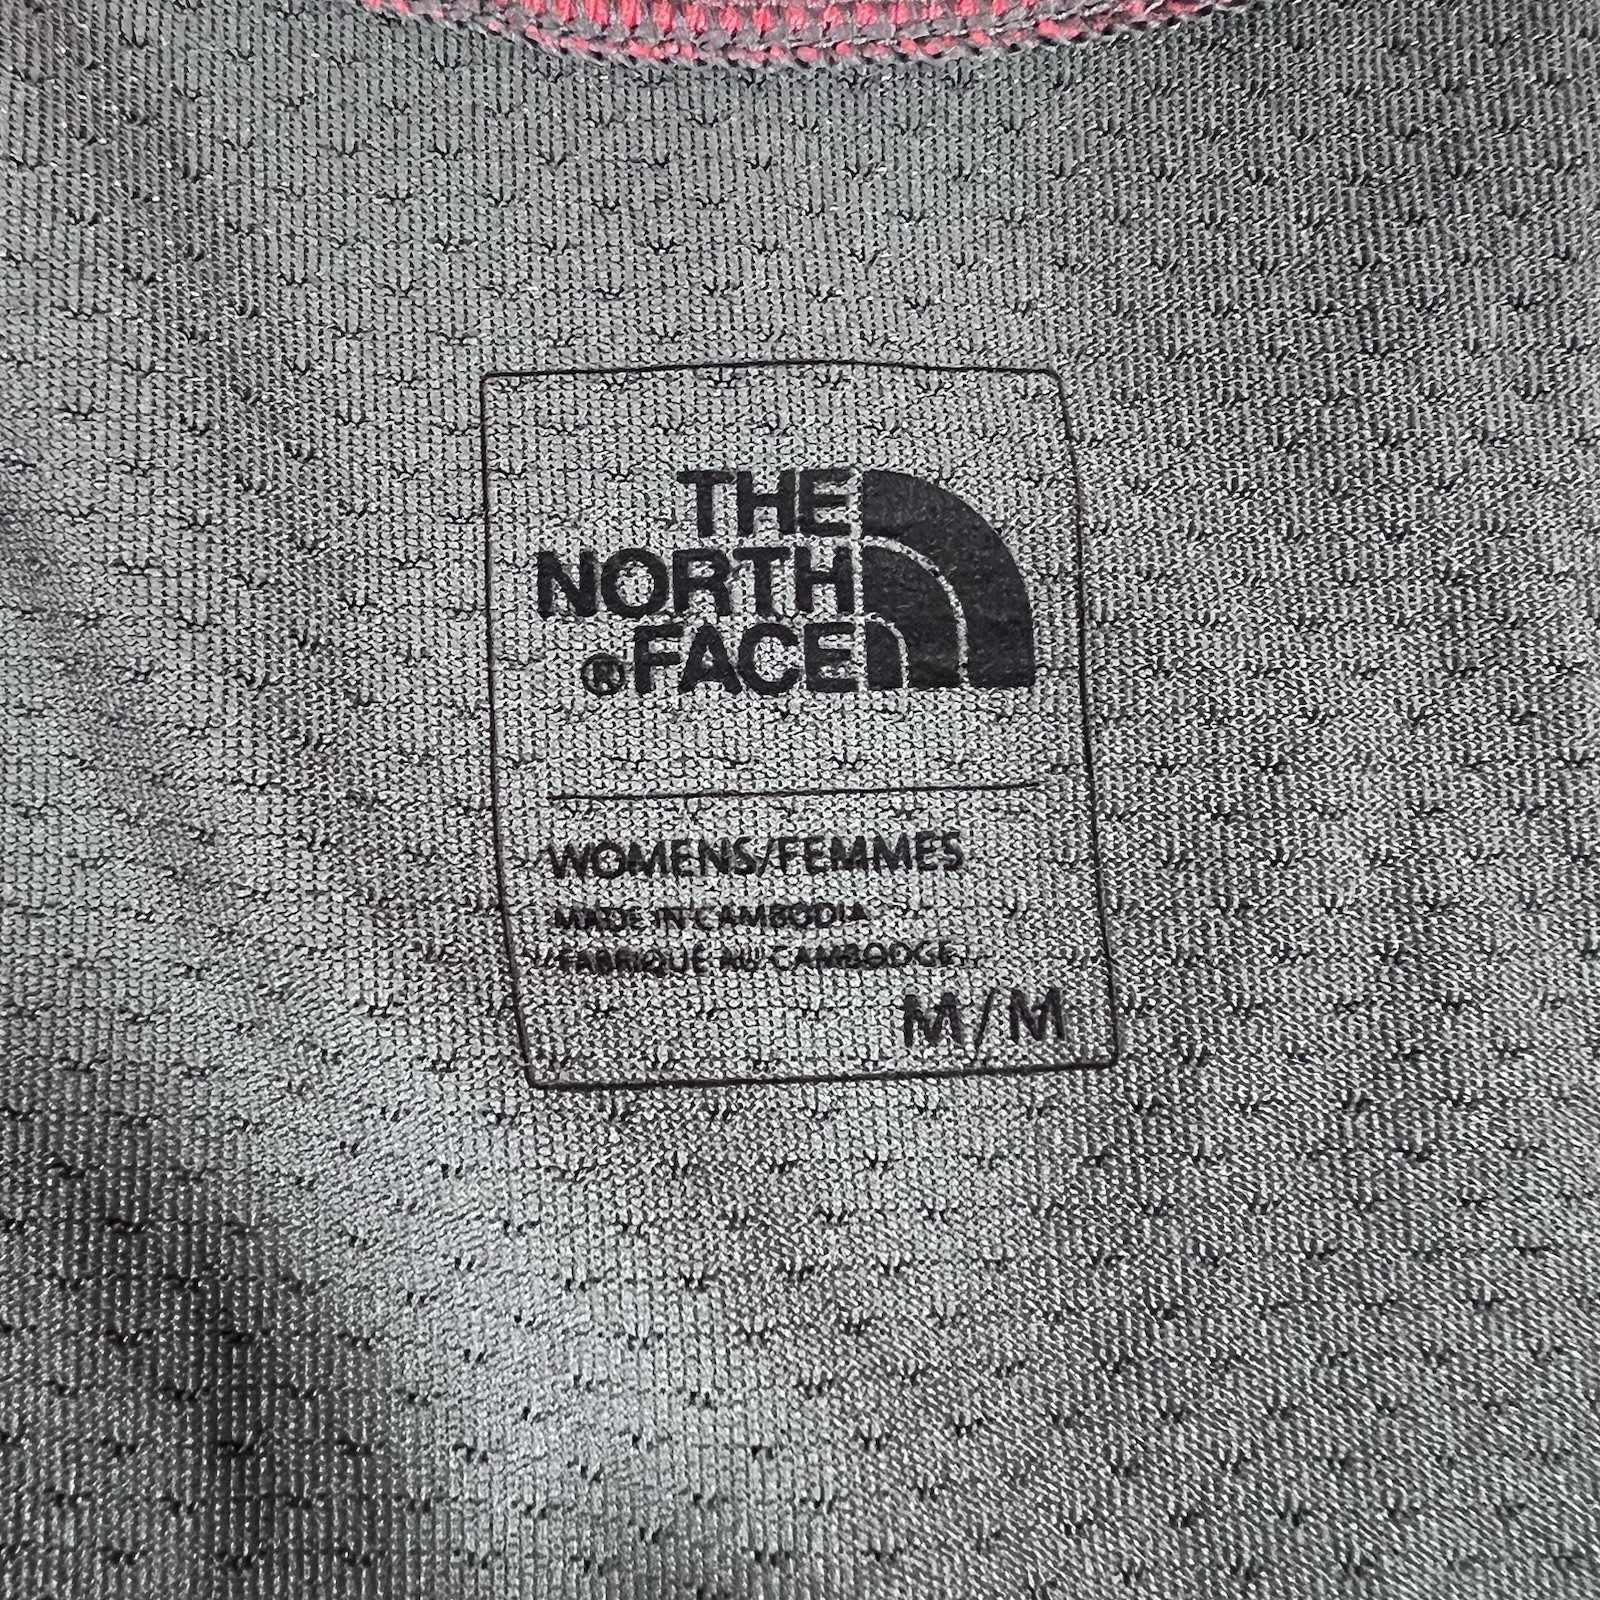 THE
NORTH
®FACE
WOMENS/FEMMES
MADE IN CAMBODIA
FABRIQUÉ AU CAMBODGE
M/M